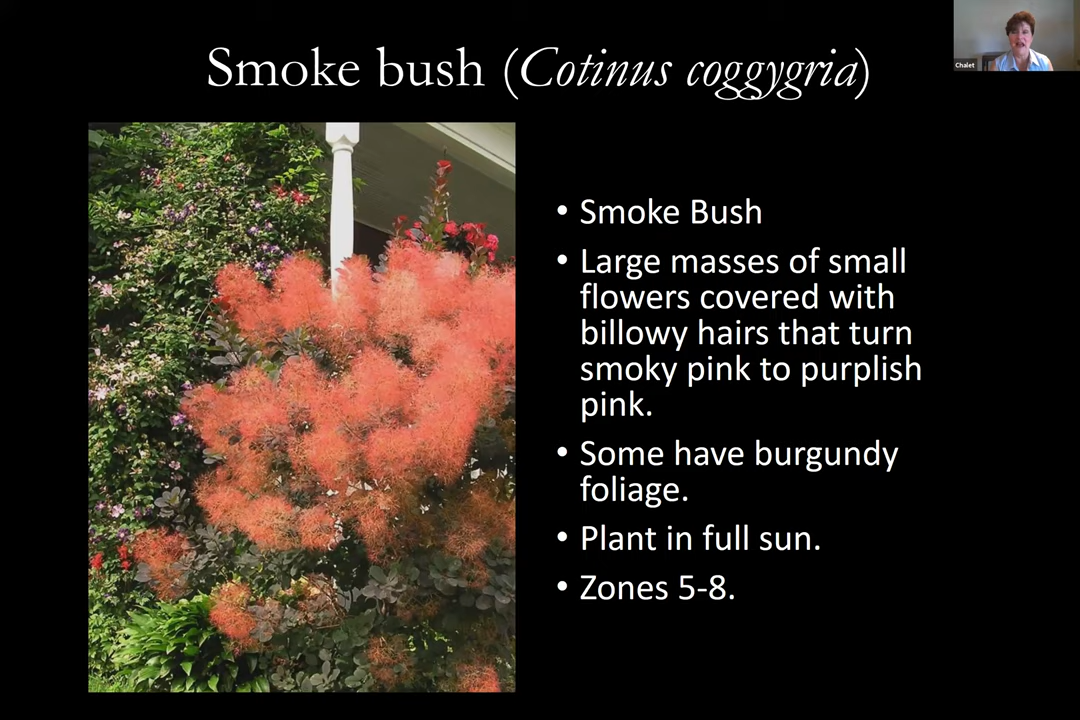 Smoke bush (Cotinus coggygria)
Chalet
• Smoke Bush
• Large masses of small
flowers covered with
billowy hairs that turn
smoky pink to purplish
pink.
• Some have burgundy
foliage.
• Plant in full sun.
• Zones 5-8.